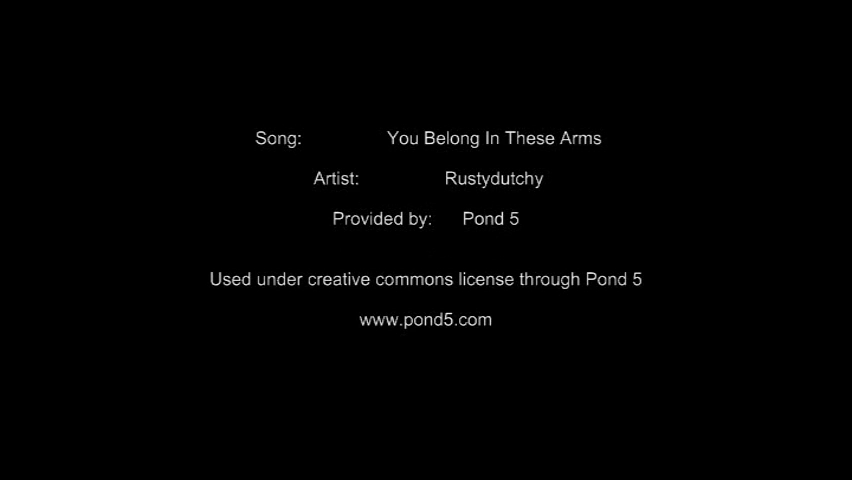 Song: You Belong In These Arms
Artist: Rustydutchy
Provided by: Pond 5
Used under creative commons license through Pond 5
www.pond5.com